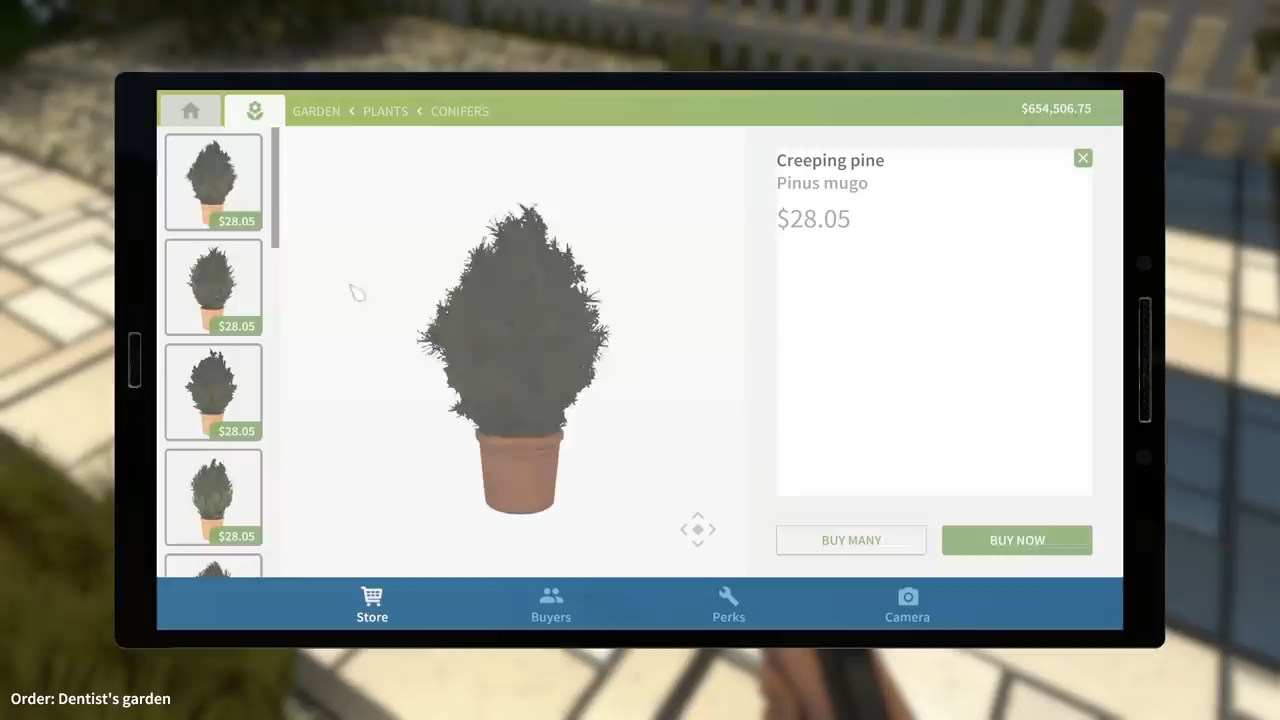 GARDEN < PLANTS < CONIFERS
$654,506.75
$28.05
$28.05
$28.05
$28.05
Creeping pine
Pinus mugo
$28.05
BUY MANY
BUY NOW
Store
Buyers
Perks
Camera
Order: Dentist's garden